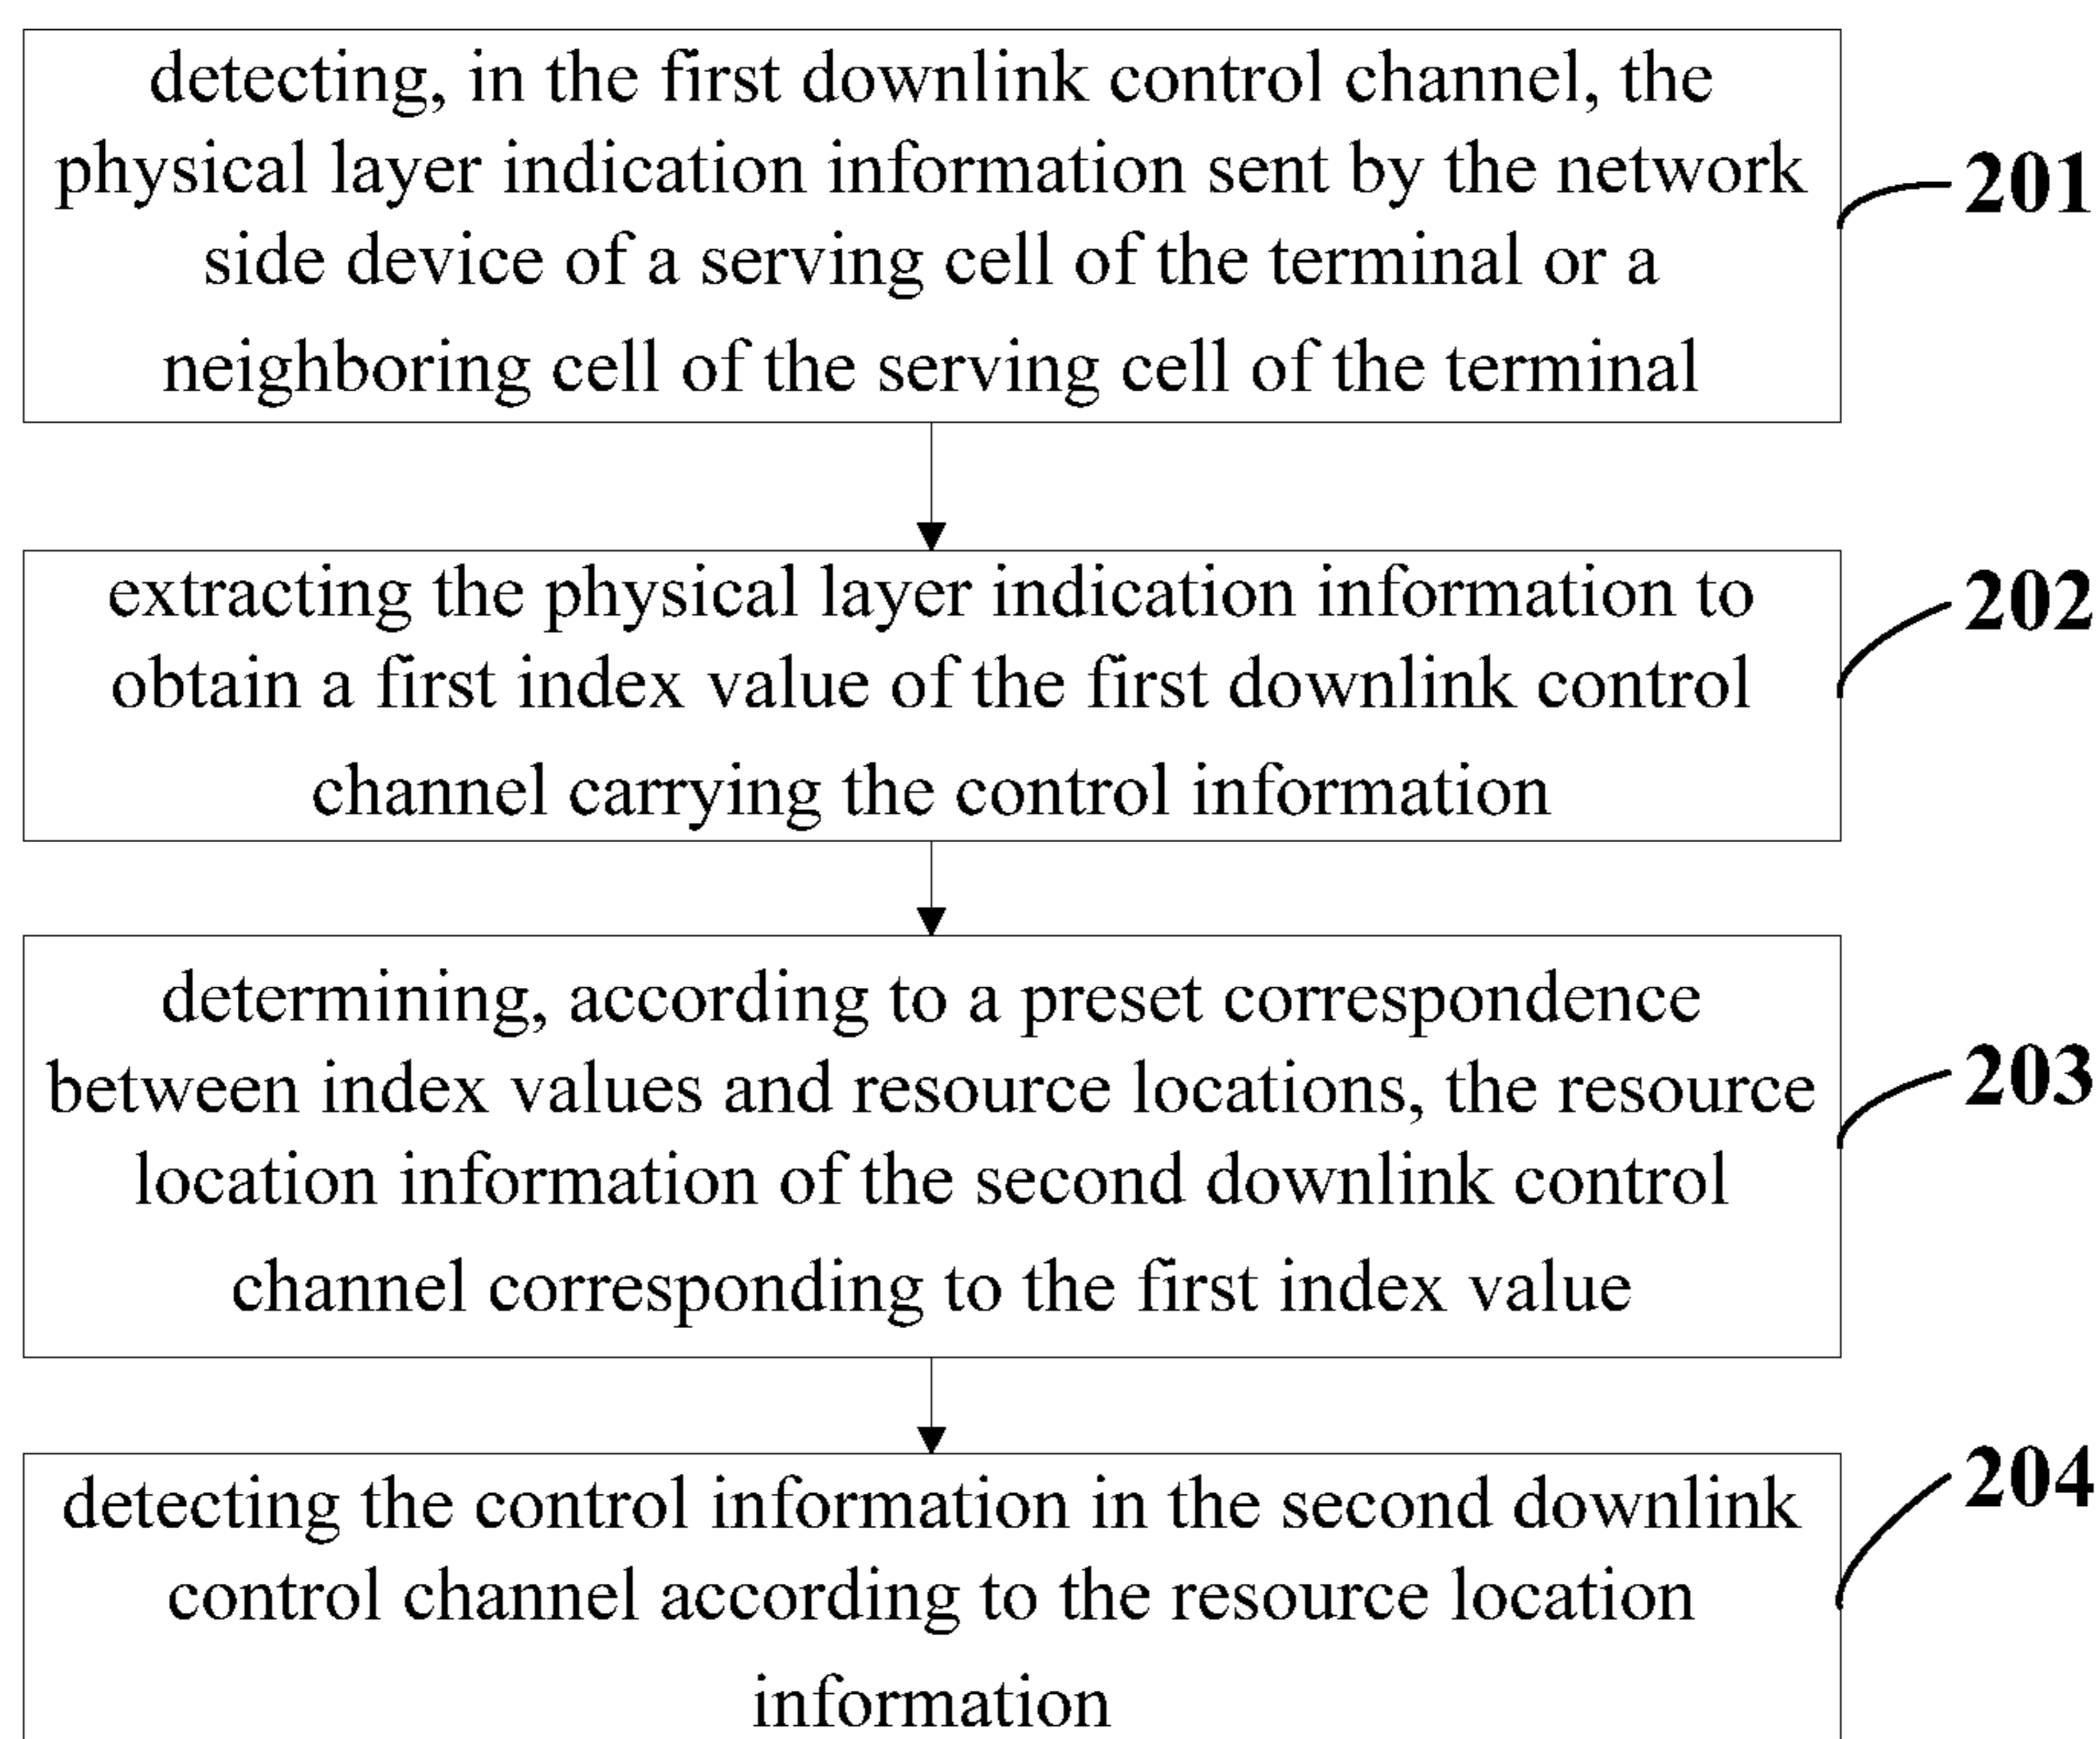 detecting, in the first downlink control channel, the
physical layer indication information sent by the network
side device of a serving cell of the terminal or a
neighboring cell of the serving cell of the terminal
201
extracting the physical layer indication information to
obtain a first index value of the first downlink control
channel carrying the control information
202
determining, according to a preset correspondence
between index values and resource locations, the resource
location information of the second downlink control
channel corresponding to the first index value
203
detecting the control information in the second downlink
control channel according to the resource location
information
204